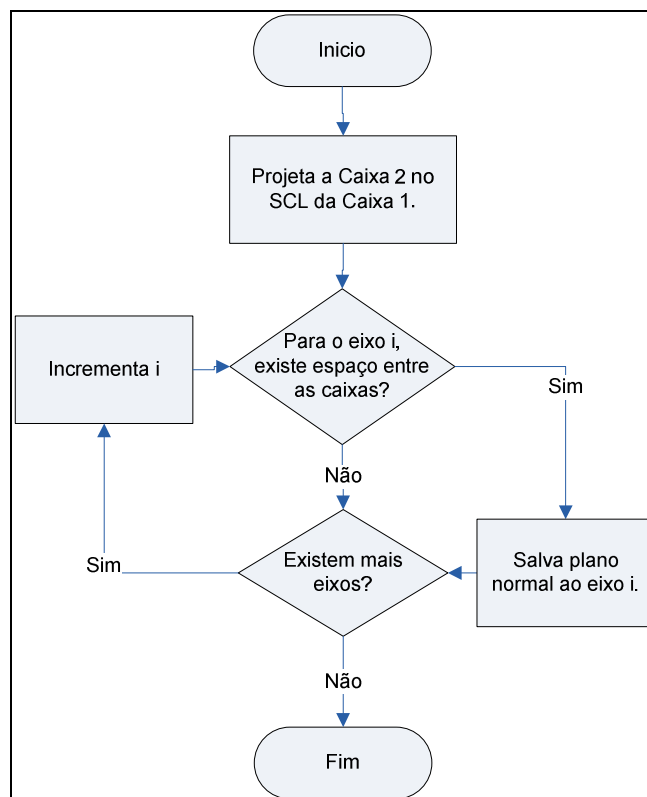 Inicio
Projeta a Caixa 2 no
SCL da Caixa 1.
Para o eixo i,
existe espaço entre
as caixas?
Incrementa i
Sim
Não
Salva plano
normal ao eixo i.
Existem mais
eixos?
Sim
Não
Fim